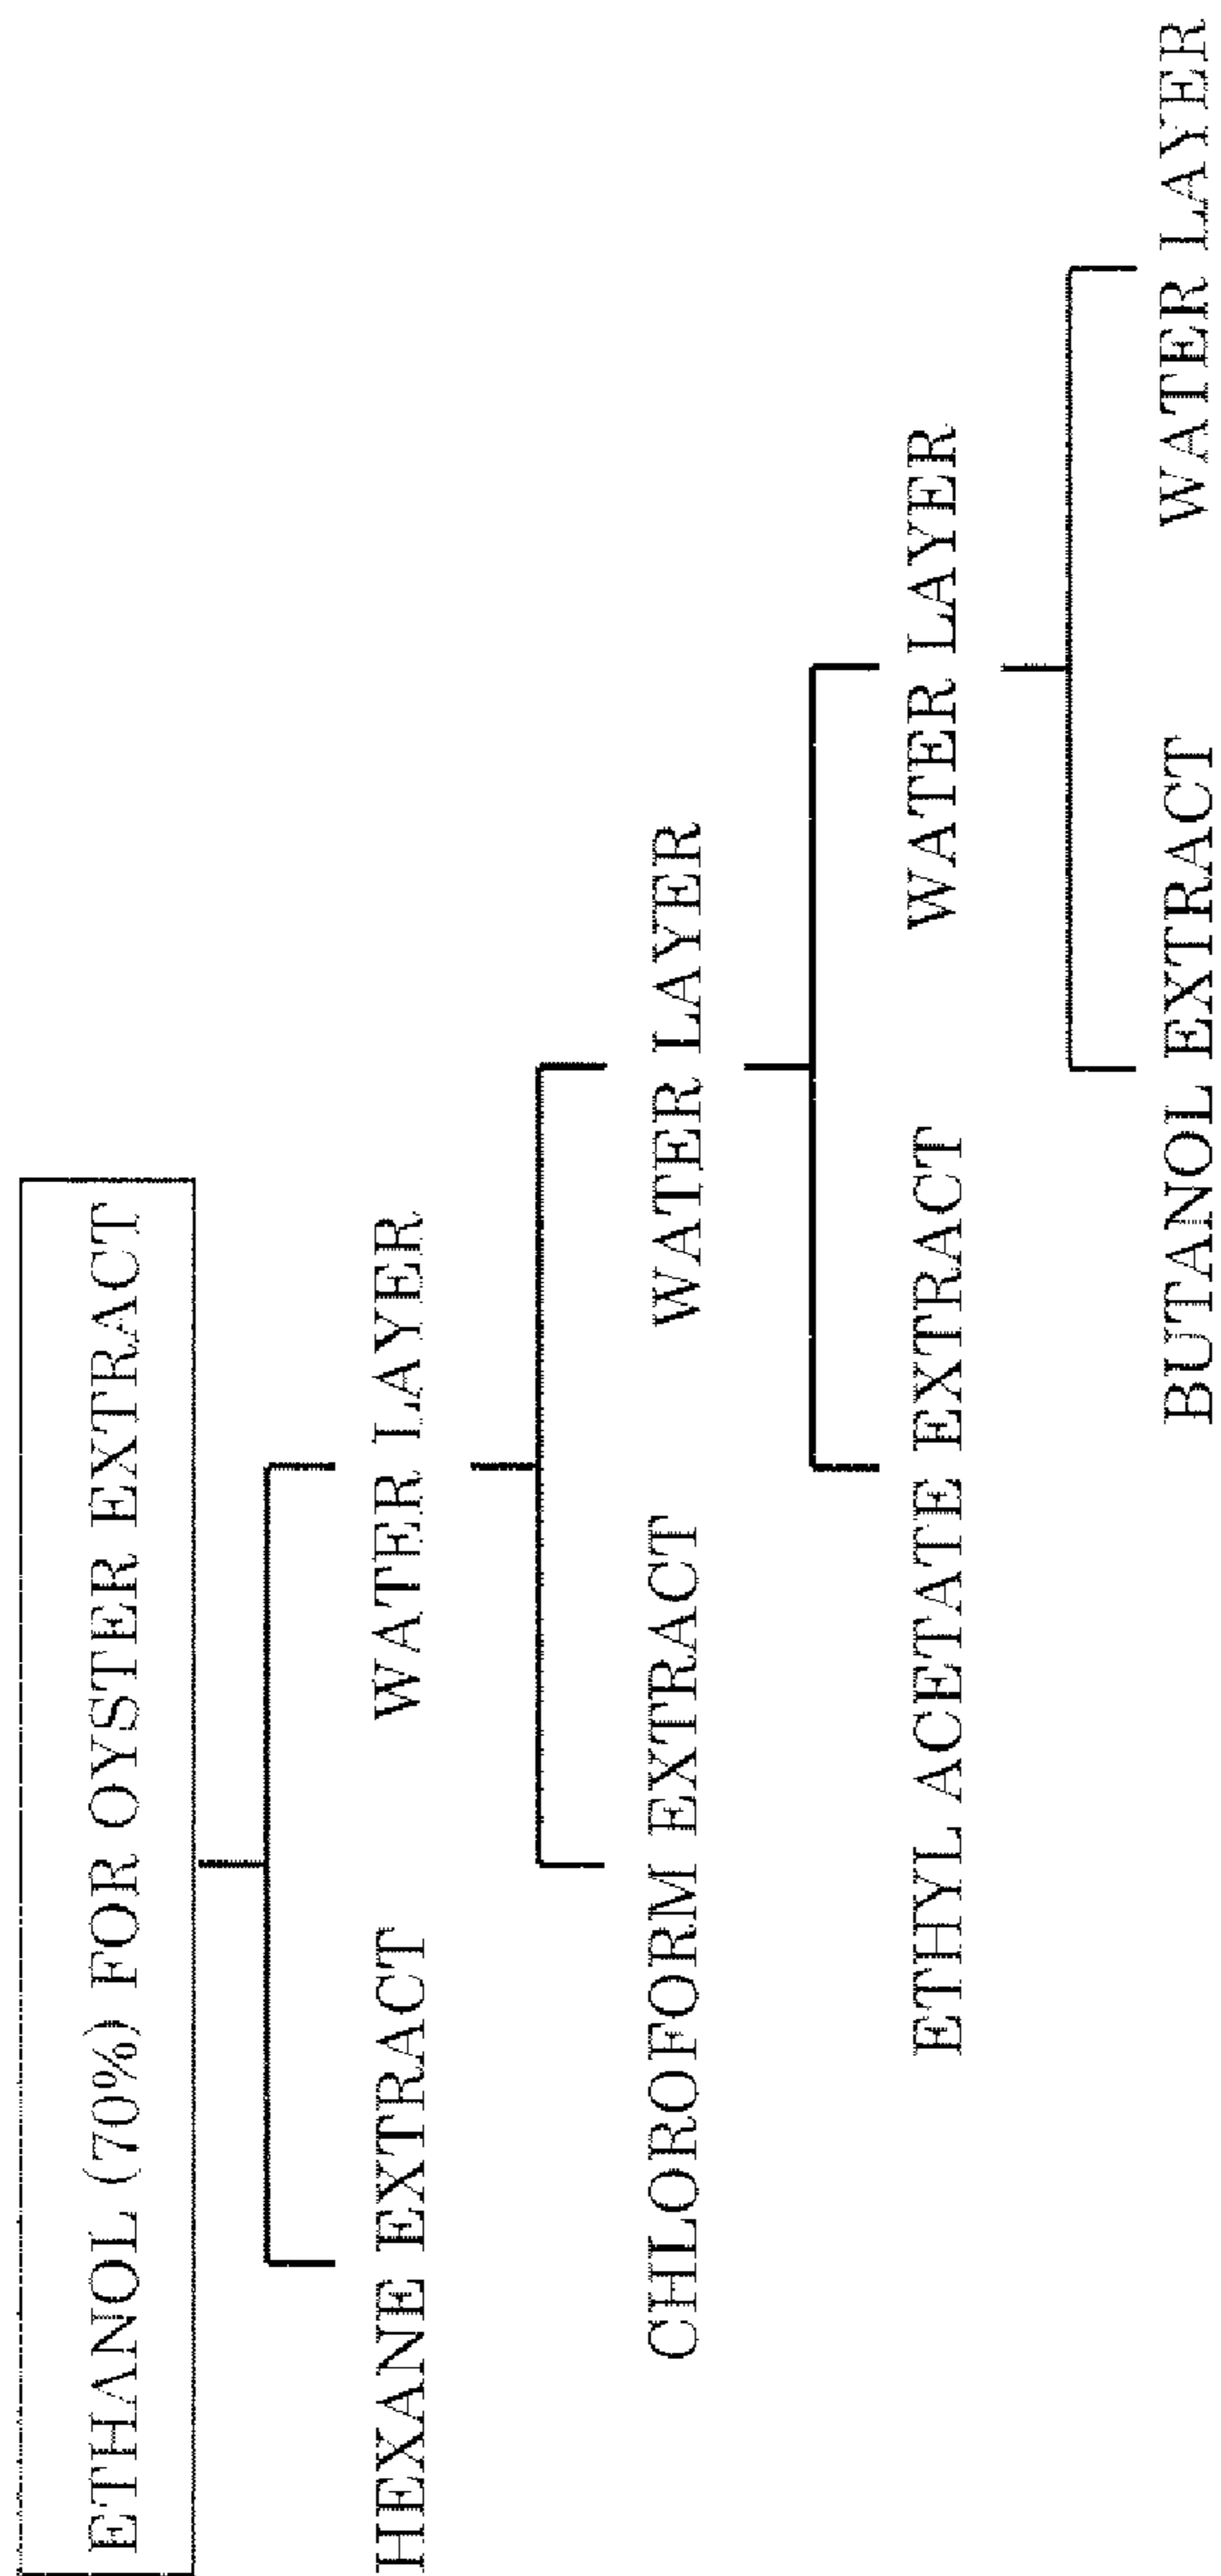 ETHANOL (70%) FOR OYSTER EXTRACT
HEXANE EXTRACT
WATER LAYER
CHLOROFORM EXTRACT
WATER LAYER
ETHYL ACETATE EXTRACT
WATER LAYER
BUTANOL EXTRACT
WATER LAYER